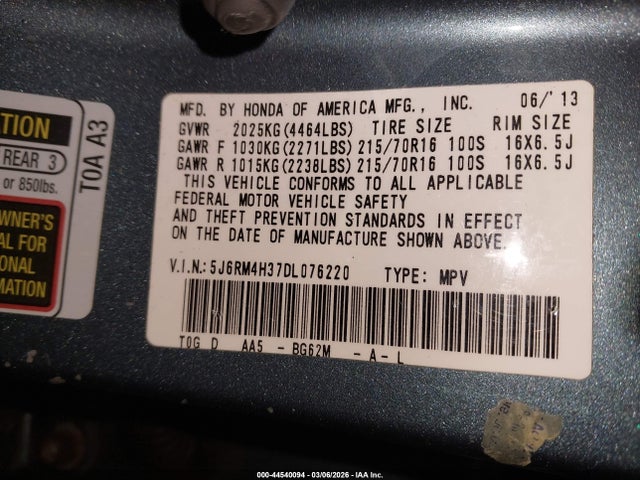 TION
REAR 3
or 850lbs.
OWNER'S
AL FOR
ONAL
MATION
TOA A3
MFD. BY HONDA OF AMERICA MFG., INC. 06/'13
GVWR 2025KG(4464LBS) TIRE SIZE RIM SIZE
GAWR F 1030KG(2271LBS) 215/70R16 100S 16X6.5J
GAWR R 1015KG(2238LBS) 215/70R16 100S 16X6.5J
THIS VEHICLE CONFORMS TO ALL APPLICABLE
FEDERAL MOTOR VEHICLE SAFETY
AND THEFT PREVENTION STANDARDS IN EFFECT
ON THE DATE OF MANUFACTURE SHOWN ABOVE.
V.I.N.: 5J6RM4H37DL076220 TYPE: MPV
T0G D AA5 - BG62M - A - L
000-44540094 - 03/06/2026 - IAA Inc.